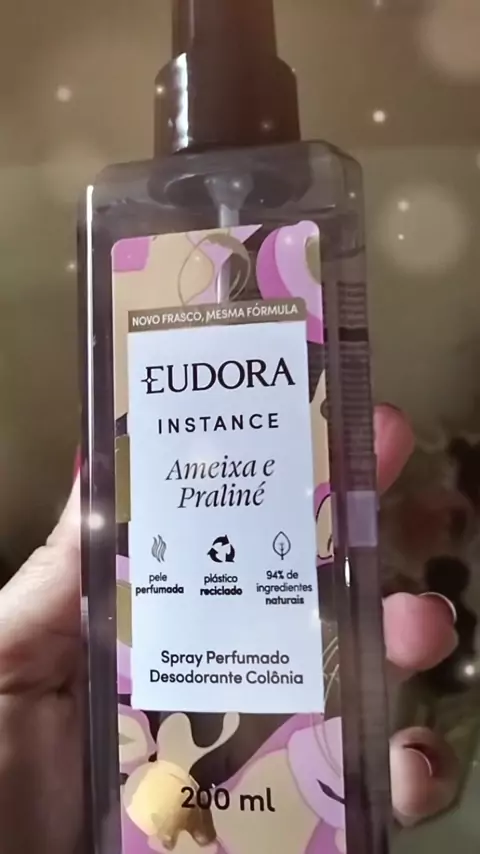 NOVO FRASCO, MESMA FÓRMULA
EUDORA
INSTANCE
Ameixa e
Praliné
pele
perfumada
plástico
reciclado
94% de
ingredientes
naturais
Spray Perfumado
Desodorante Colônia
200 ml